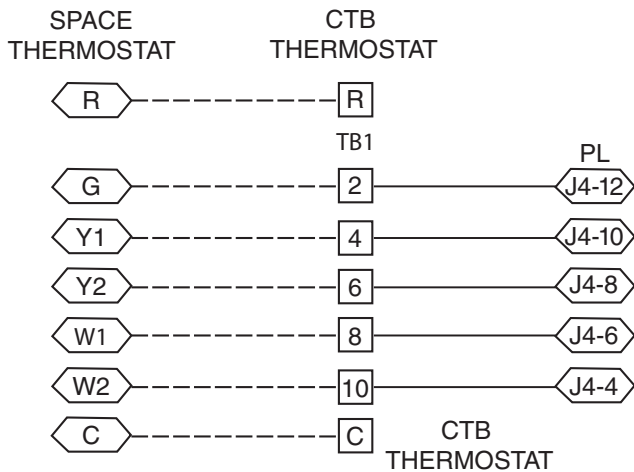 SPACE THERMOSTAT
CTB THERMOSTAT
R R
TB1
PL
G 2 J4-12
Y1 4 J4-10
Y2 6 J4-8
W1 8 J4-6
W2 10 J4-4
C C
CTB THERMOSTAT